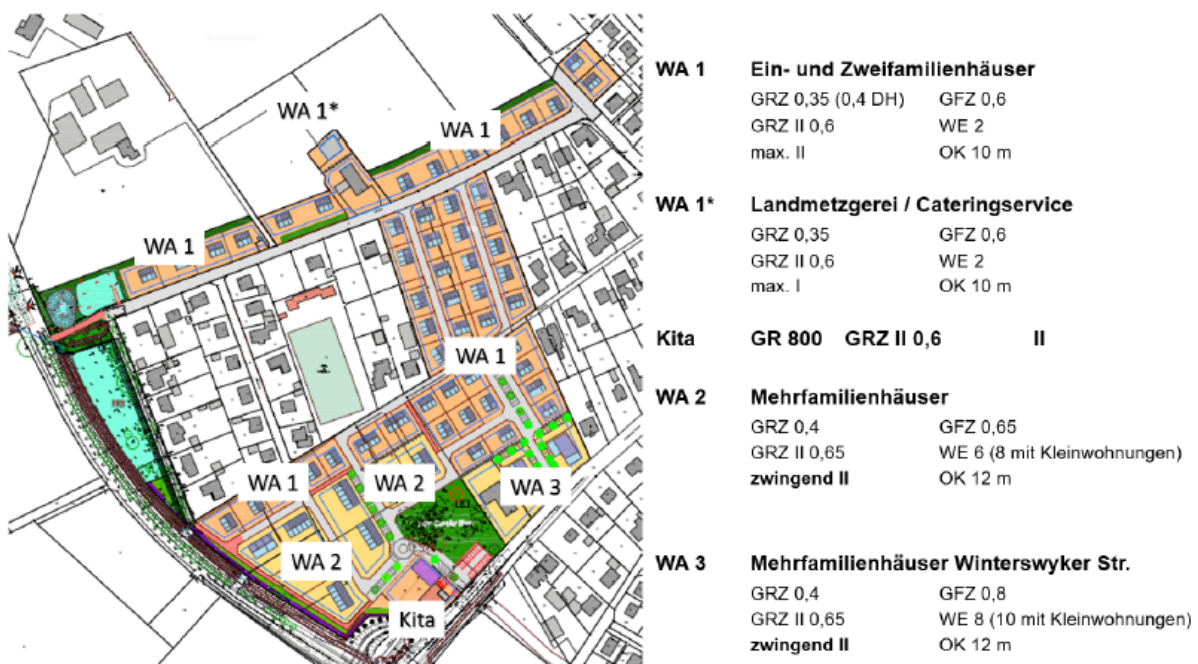 WA 1*
WA 1
WA 1
WA 1
WA 1
WA 2
WA 3
WA 2
Kita
WA 1 Ein- und Zweifamilienhäuser
GRZ 0,35 (0,4 DH) GFZ 0,6
GRZ II 0,6 WE 2
max. II OK 10 m
WA 1* Landmetzgerei / Cateringservice
GRZ 0,35 GFZ 0,6
GRZ II 0,6 WE 2
max. I OK 10 m
Kita GR 800 GRZ II 0,6 II
WA 2 Mehrfamilienhäuser
GRZ 0,4 GFZ 0,65
GRZ II 0,65 WE 6 (8 mit Kleinwohnungen)
zwingend II OK 12 m
WA 3 Mehrfamilienhäuser Winterswyker Str.
GRZ 0,4 GFZ 0,8
GRZ II 0,65 WE 8 (10 mit Kleinwohnungen)
zwingend II OK 12 m